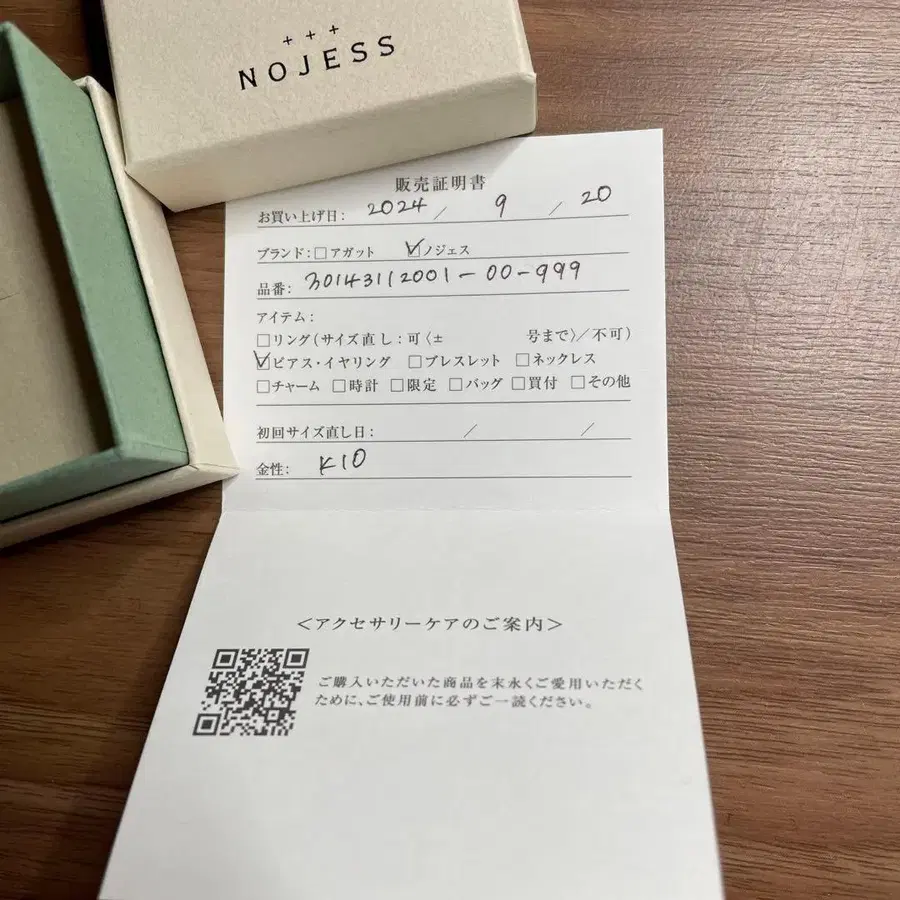 +++
NOJESS
販売証明書
お買い上げ日: 2024 / 9 / 20
ブランド:□アガット ☑ノジェス
品番: 30143112001-00-999
アイテム:
□リング(サイズ直し:可〈± 号まで〉/不可)
☑ピアス・イヤリング □ブレスレット □ネックレス
□チャーム □時計 □限定 □バッグ □買付 □その他
初回サイズ直し日: / /
金性: K10
<アクセサリーケアのご案内>
ご購入いただいた商品を末永くご愛用いただく
ために、ご使用前に必ずご一読ください。